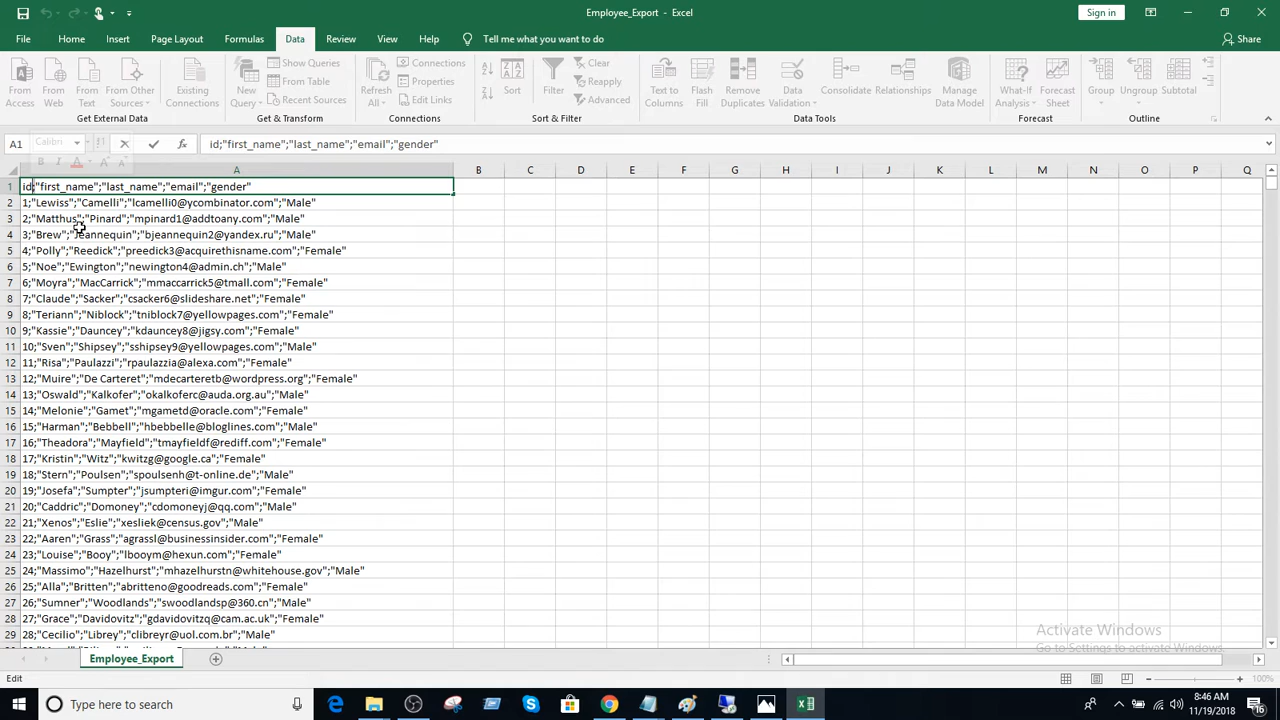 Employee_Export - Excel
Sign in
File
Home
Insert
Page Layout
Formulas
Data
Review
View
Help
Tell me what you want to do
Share
From Access
From Web
From Text
From Other Sources
Existing Connections
Get External Data
New Query
Show Queries
From Table
Recent Sources
Get & Transform
Refresh All
Connections
Properties
Edit Links
Connections
Sort
Filter
Clear
Reapply
Advanced
Sort & Filter
Text to Columns
Flash Fill
Remove Duplicates
Data Validation
Consolidate
Relationships
Manage Data Model
Data Tools
What-If Analysis
Forecast Sheet
Forecast
Group
Ungroup
Subtotal
Outline
A1
Calibri
id;"first_name";"last_name";"email";"gender"
A B C D E F G H I J K L M N O P Q
1 id;"first_name";"last_name";"email";"gender"
2 1;"Lewiss";"Camelli";"lcamelli0@ycombinator.com";"Male"
3 2;"Matthus";"Pinard";"mpinard1@addtoany.com";"Male"
4 3;"Brew";"Jeannequin";"bjeannequin2@yandex.ru";"Male"
5 4;"Polly";"Reedick";"preedick3@acquirethisname.com";"Female"
6 5;"Noe";"Ewington";"newington4@admin.ch";"Male"
7 6;"Moyra";"MacCarrick";"mmaccarrick5@tmall.com";"Female"
8 7;"Claude";"Sacker";"csacker6@slideshare.net";"Female"
9 8;"Teriann";"Niblock";"tniblock7@yellowpages.com";"Female"
10 9;"Kassie";"Dauncey";"kdauncey8@jigsy.com";"Female"
11 10;"Sven";"Shipsey";"sshipsey9@yellowpages.com";"Male"
12 11;"Risa";"Paulazzi";"rpaulazzia@alexa.com";"Female"
13 12;"Muire";"De Carteret";"mdecarteretb@wordpress.org";"Female"
14 13;"Oswald";"Kalkofer";"okalkoferc@auda.org.au";"Male"
15 14;"Melonie";"Gamet";"mgametd@oracle.com";"Female"
16 15;"Harman";"Bebbell";"hbebbelle@bloglines.com";"Male"
17 16;"Theadora";"Mayfield";"tmayfieldf@rediff.com";"Female"
18 17;"Kristin";"Witz";"kwitzg@google.ca";"Female"
19 18;"Stern";"Poulsen";"spoulsenh@t-online.de";"Male"
20 19;"Josefa";"Sumpter";"jsumpteri@imgur.com";"Female"
21 20;"Caddric";"Domoney";"cdomoneyj@qq.com";"Male"
22 21;"Xenos";"Eslie";"xesliek@census.gov";"Male"
23 22;"Aaren";"Grass";"agrassl@businessinsider.com";"Female"
24 23;"Louise";"Booy";"lbooym@hexun.com";"Female"
25 24;"Massimo";"Hazelhurst";"mhazelhurstn@whitehouse.gov";"Male"
26 25;"Alla";"Britten";"abritteno@goodreads.com";"Female"
27 26;"Sumner";"Woodlands";"swoodlandsp@360.cn";"Male"
28 27;"Grace";"Davidovitz";"gdavidovitzq@cam.ac.uk";"Female"
29 28;"Cecilio";"Librey";"clibreyr@uol.com.br";"Male"
Activate Windows
Go to Settings to activate Windows.
Employee_Export
Edit
100%
Type here to search
8:46 AM
11/19/2018